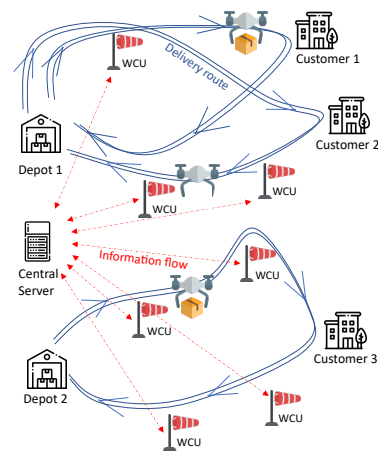 Customer 1
WCU
Delivery route
Customer 2
Depot 1
WCU
WCU
Information flow
Central
Server
WCU
WCU
Customer 3
Depot 2
WCU
WCU